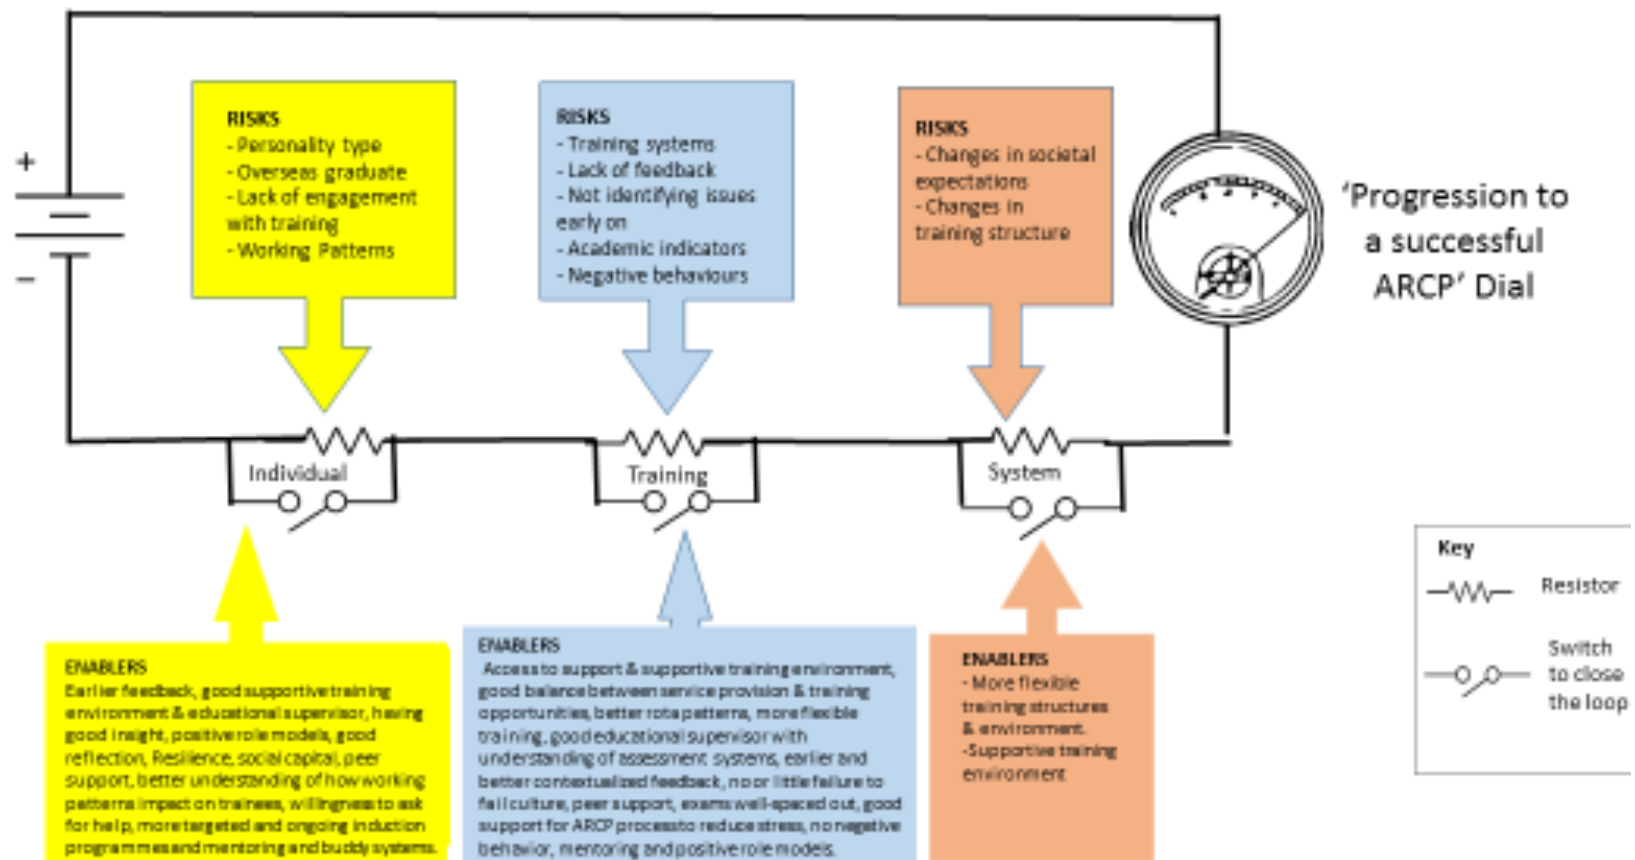 +
−
RISKS
- Personality type
- Overseas graduate
- Lack of engagement
with training
- Working Patterns
RISKS
- Training systems
- Lack of feedback
- Not identifying issues
early on
- Academic indicators
- Negative behaviours
RISKS
- Changes in societal
expectations
- Changes in
training structure
'Progression to
a successful
ARCP' Dial
Individual
Training
System
ENABLERS
Earlier feedback, good supportive training
environment & educational supervisor, having
good insight, positive role models, good
reflection, Resilience, social capital, peer
support, better understanding of how working
patterns impact on trainees, willingness to ask
for help, more targeted and ongoing induction
programmes and mentoring and buddy systems.
ENABLERS
Access to support & supportive training environment,
good balance between service provision & training
opportunities, better rota patterns, more flexible
training, good educational supervisor with
understanding of assessment systems, earlier and
better contextualized feedback, no or little failure to
fail culture, peer support, exams well-spaced out, good
support for ARCP process to reduce stress, no negative
behavior, mentoring and positive role models.
ENABLERS
- More flexible
training structures
& environment.
-Supportive training
environment
Key
Resistor
Switch
to close
the loop